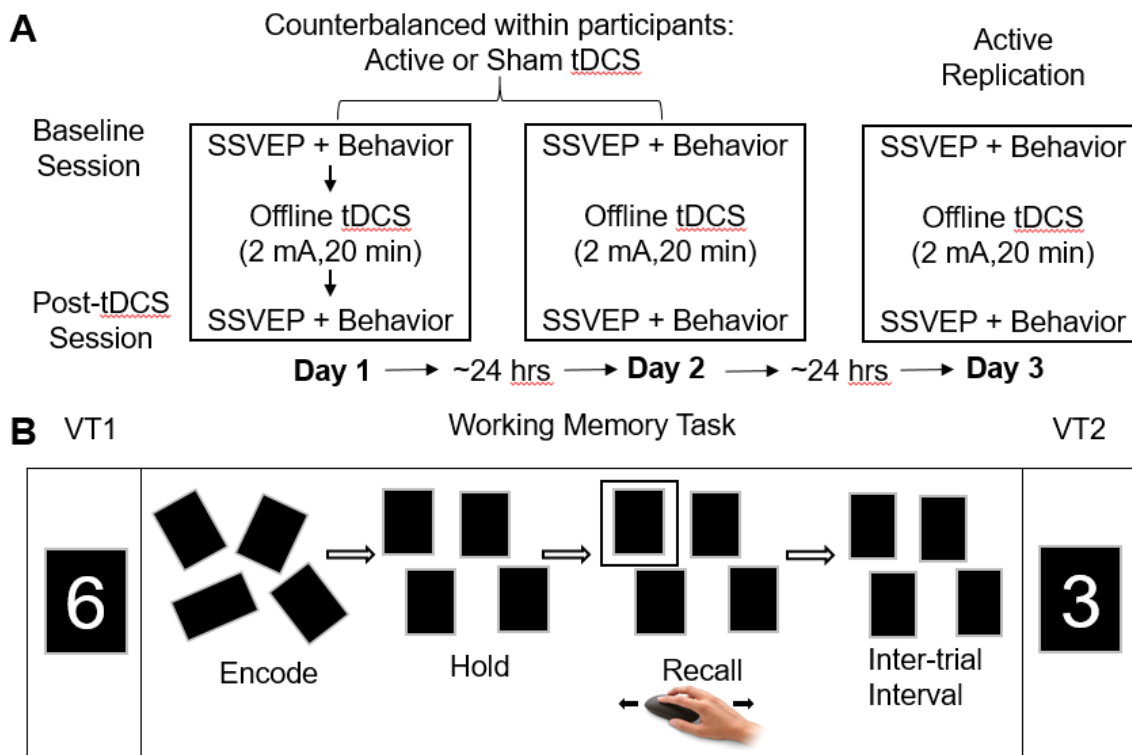 A
Counterbalanced within participants:
Active or Sham tDCS
Active
Replication
Baseline
Session
SSVEP + Behavior
SSVEP + Behavior
SSVEP + Behavior
Offline tDCS
(2 mA,20 min)
Offline tDCS
(2 mA,20 min)
Offline tDCS
(2 mA,20 min)
Post-tDCS
Session
SSVEP + Behavior
SSVEP + Behavior
SSVEP + Behavior
Day 1 → ~24 hrs → Day 2 → ~24 hrs → Day 3
B VT1 Working Memory Task VT2
6
3
Encode
Hold
Recall
Inter-trial
Interval